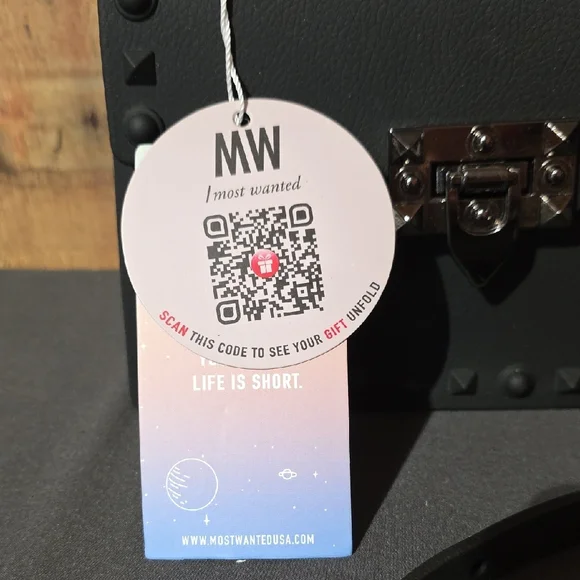 MW
most wanted
SCAN THIS CODE TO SEE YOUR GIFT UNFOLD
LIFE IS SHORT.
WWW.MOSTWANTEDUSA.COM